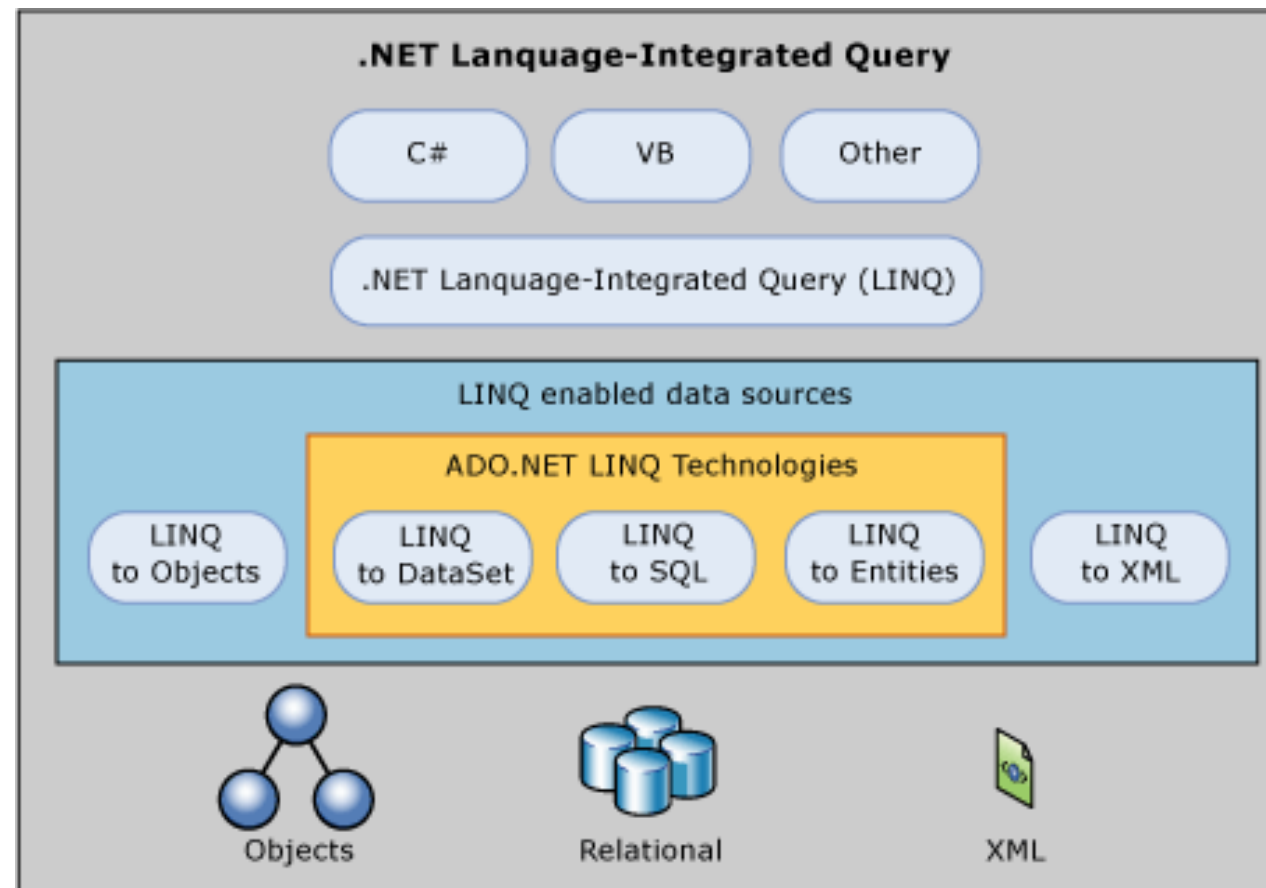 .NET Lanquage-Integrated Query
C#
VB
Other
.NET Lanquage-Integrated Query (LINQ)
LINQ enabled data sources
ADO.NET LINQ Technologies
LINQ
to Objects
LINQ
to DataSet
LINQ
to SQL
LINQ
to Entities
LINQ
to XML
Objects
Relational
XML